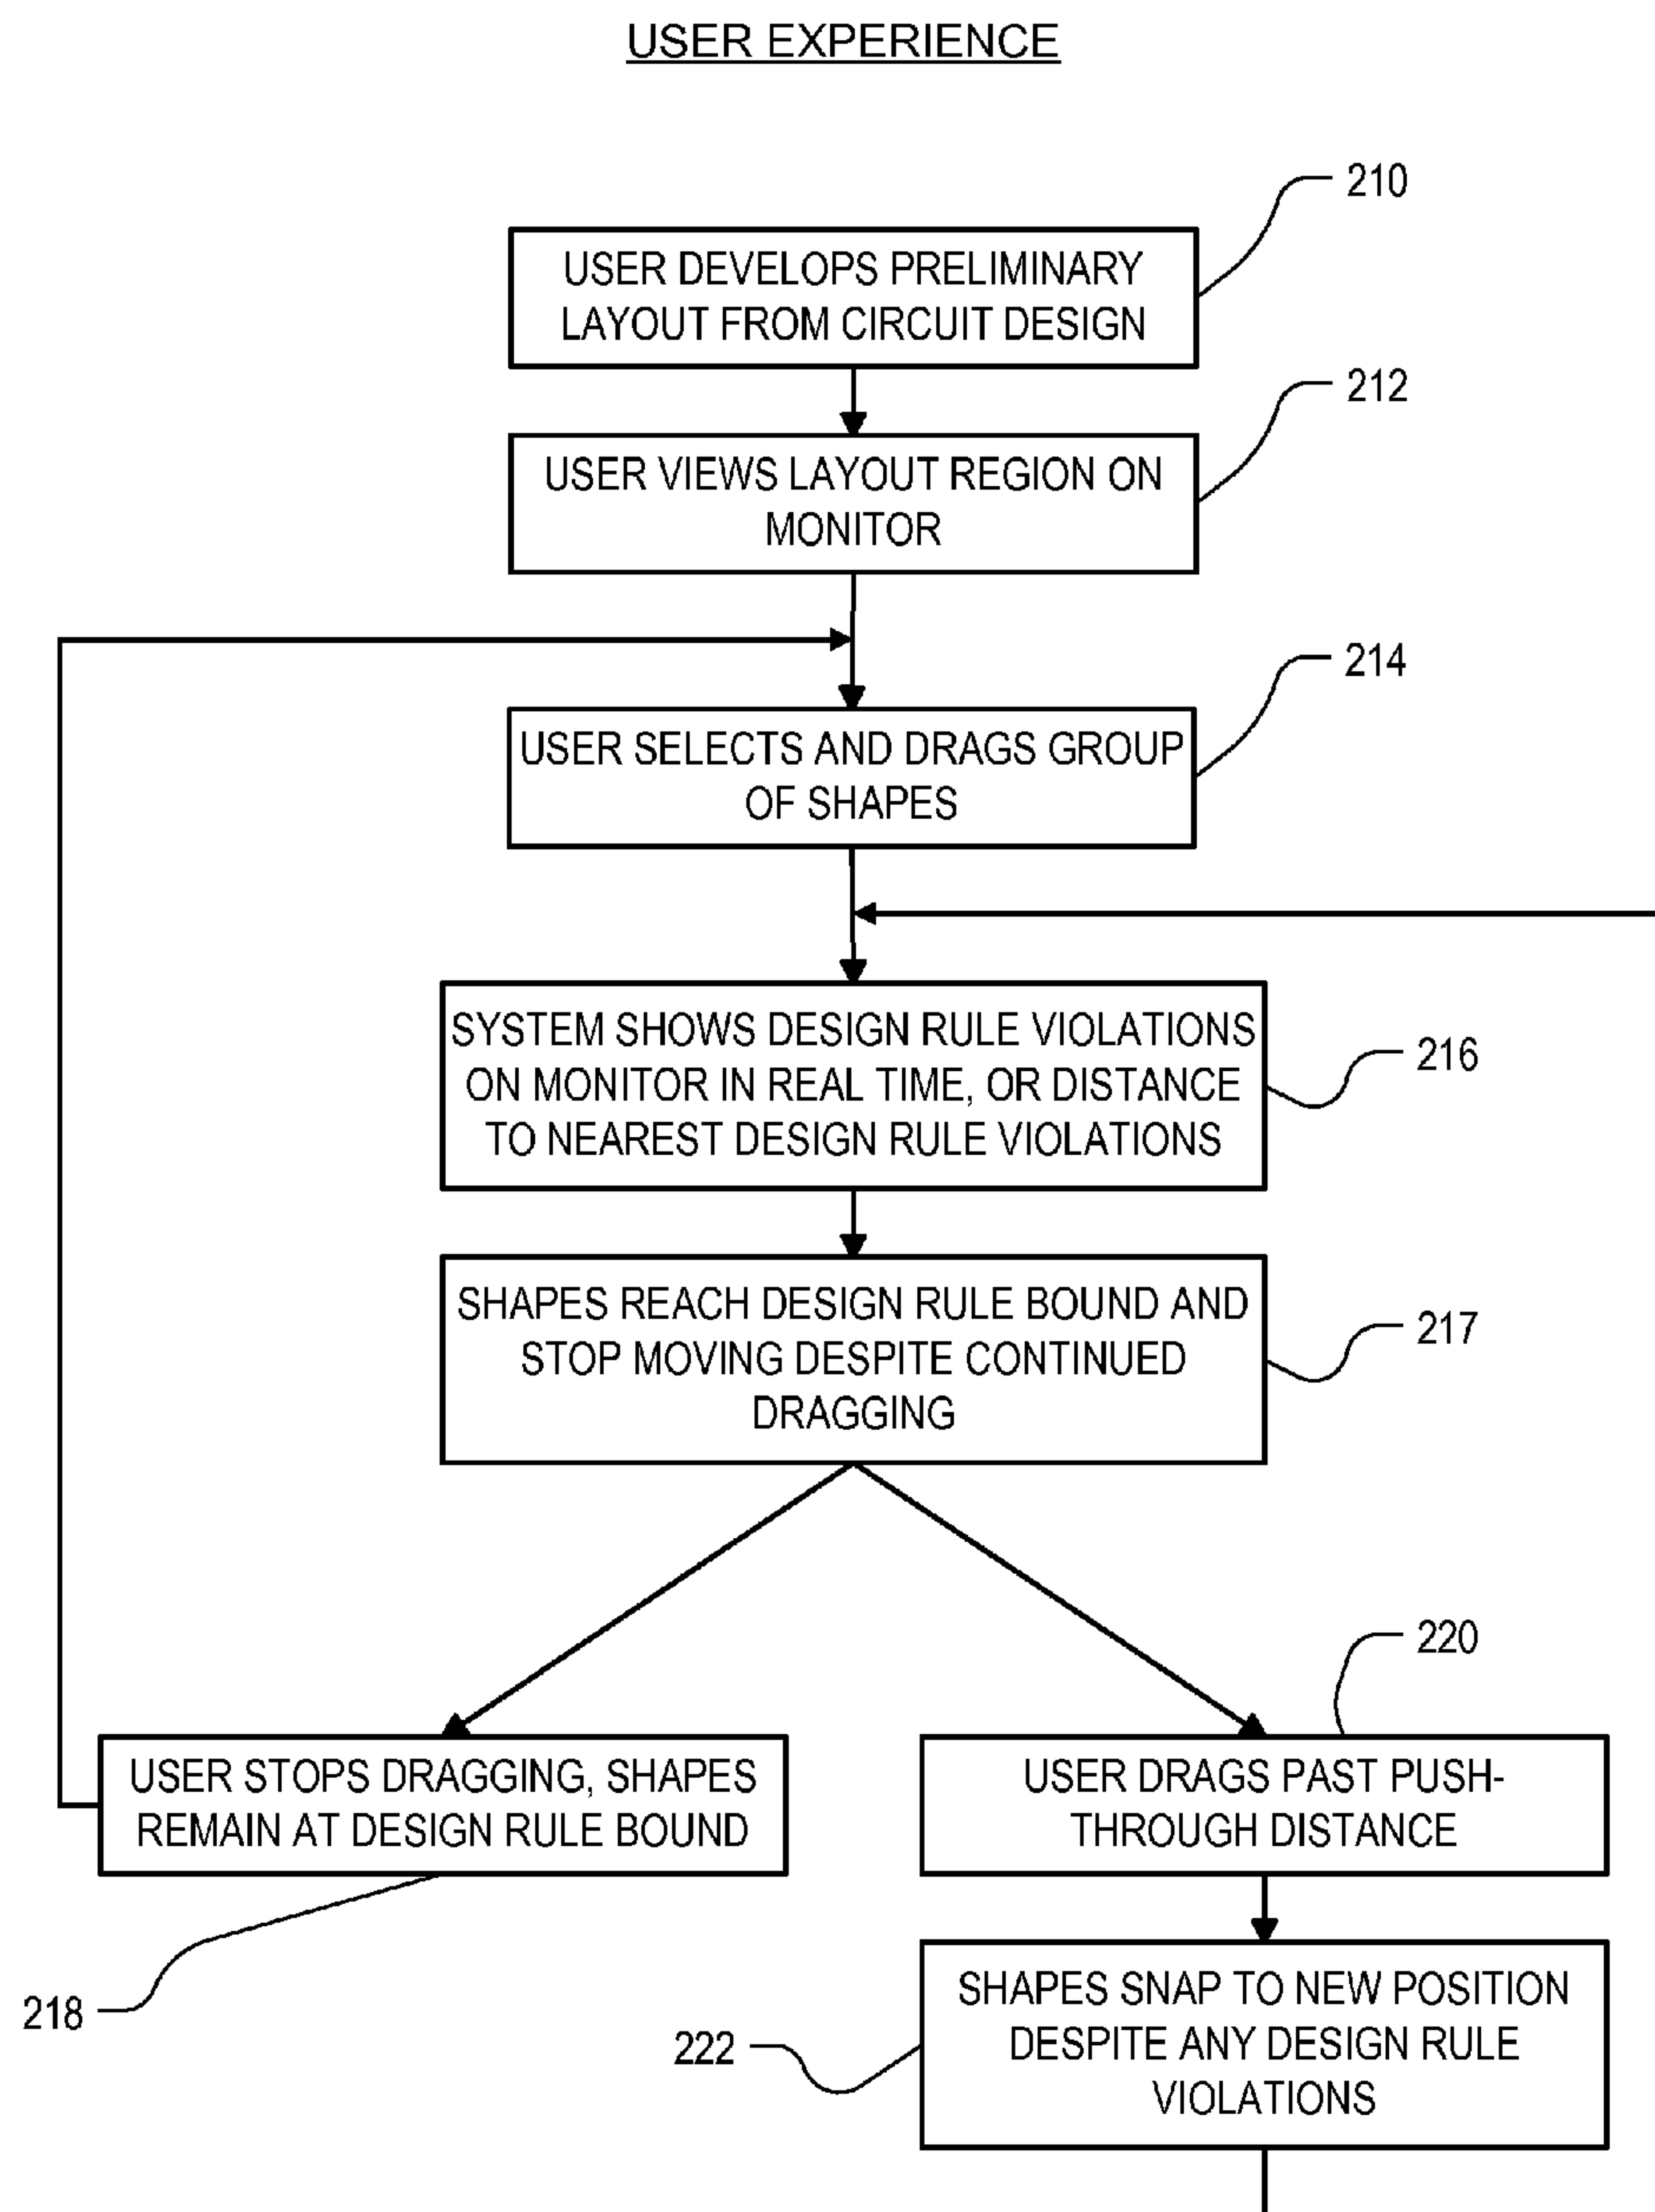 USER EXPERIENCE
210
USER DEVELOPS PRELIMINARY
LAYOUT FROM CIRCUIT DESIGN
212
USER VIEWS LAYOUT REGION ON
MONITOR
214
USER SELECTS AND DRAGS GROUP
OF SHAPES
SYSTEM SHOWS DESIGN RULE VIOLATIONS
ON MONITOR IN REAL TIME, OR DISTANCE
TO NEAREST DESIGN RULE VIOLATIONS
216
SHAPES REACH DESIGN RULE BOUND AND
STOP MOVING DESPITE CONTINUED
DRAGGING
217
220
USER STOPS DRAGGING, SHAPES
REMAIN AT DESIGN RULE BOUND
218
USER DRAGS PAST PUSH-
THROUGH DISTANCE
SHAPES SNAP TO NEW POSITION
DESPITE ANY DESIGN RULE
VIOLATIONS
222